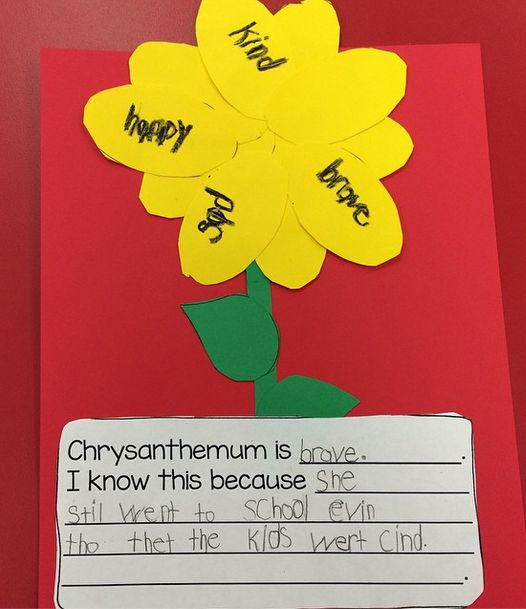 kind
happy
brave
sad
Chrysanthemum is brave. .
I know this because she
stil went to school evin
tho thet the kids wert cind.
.